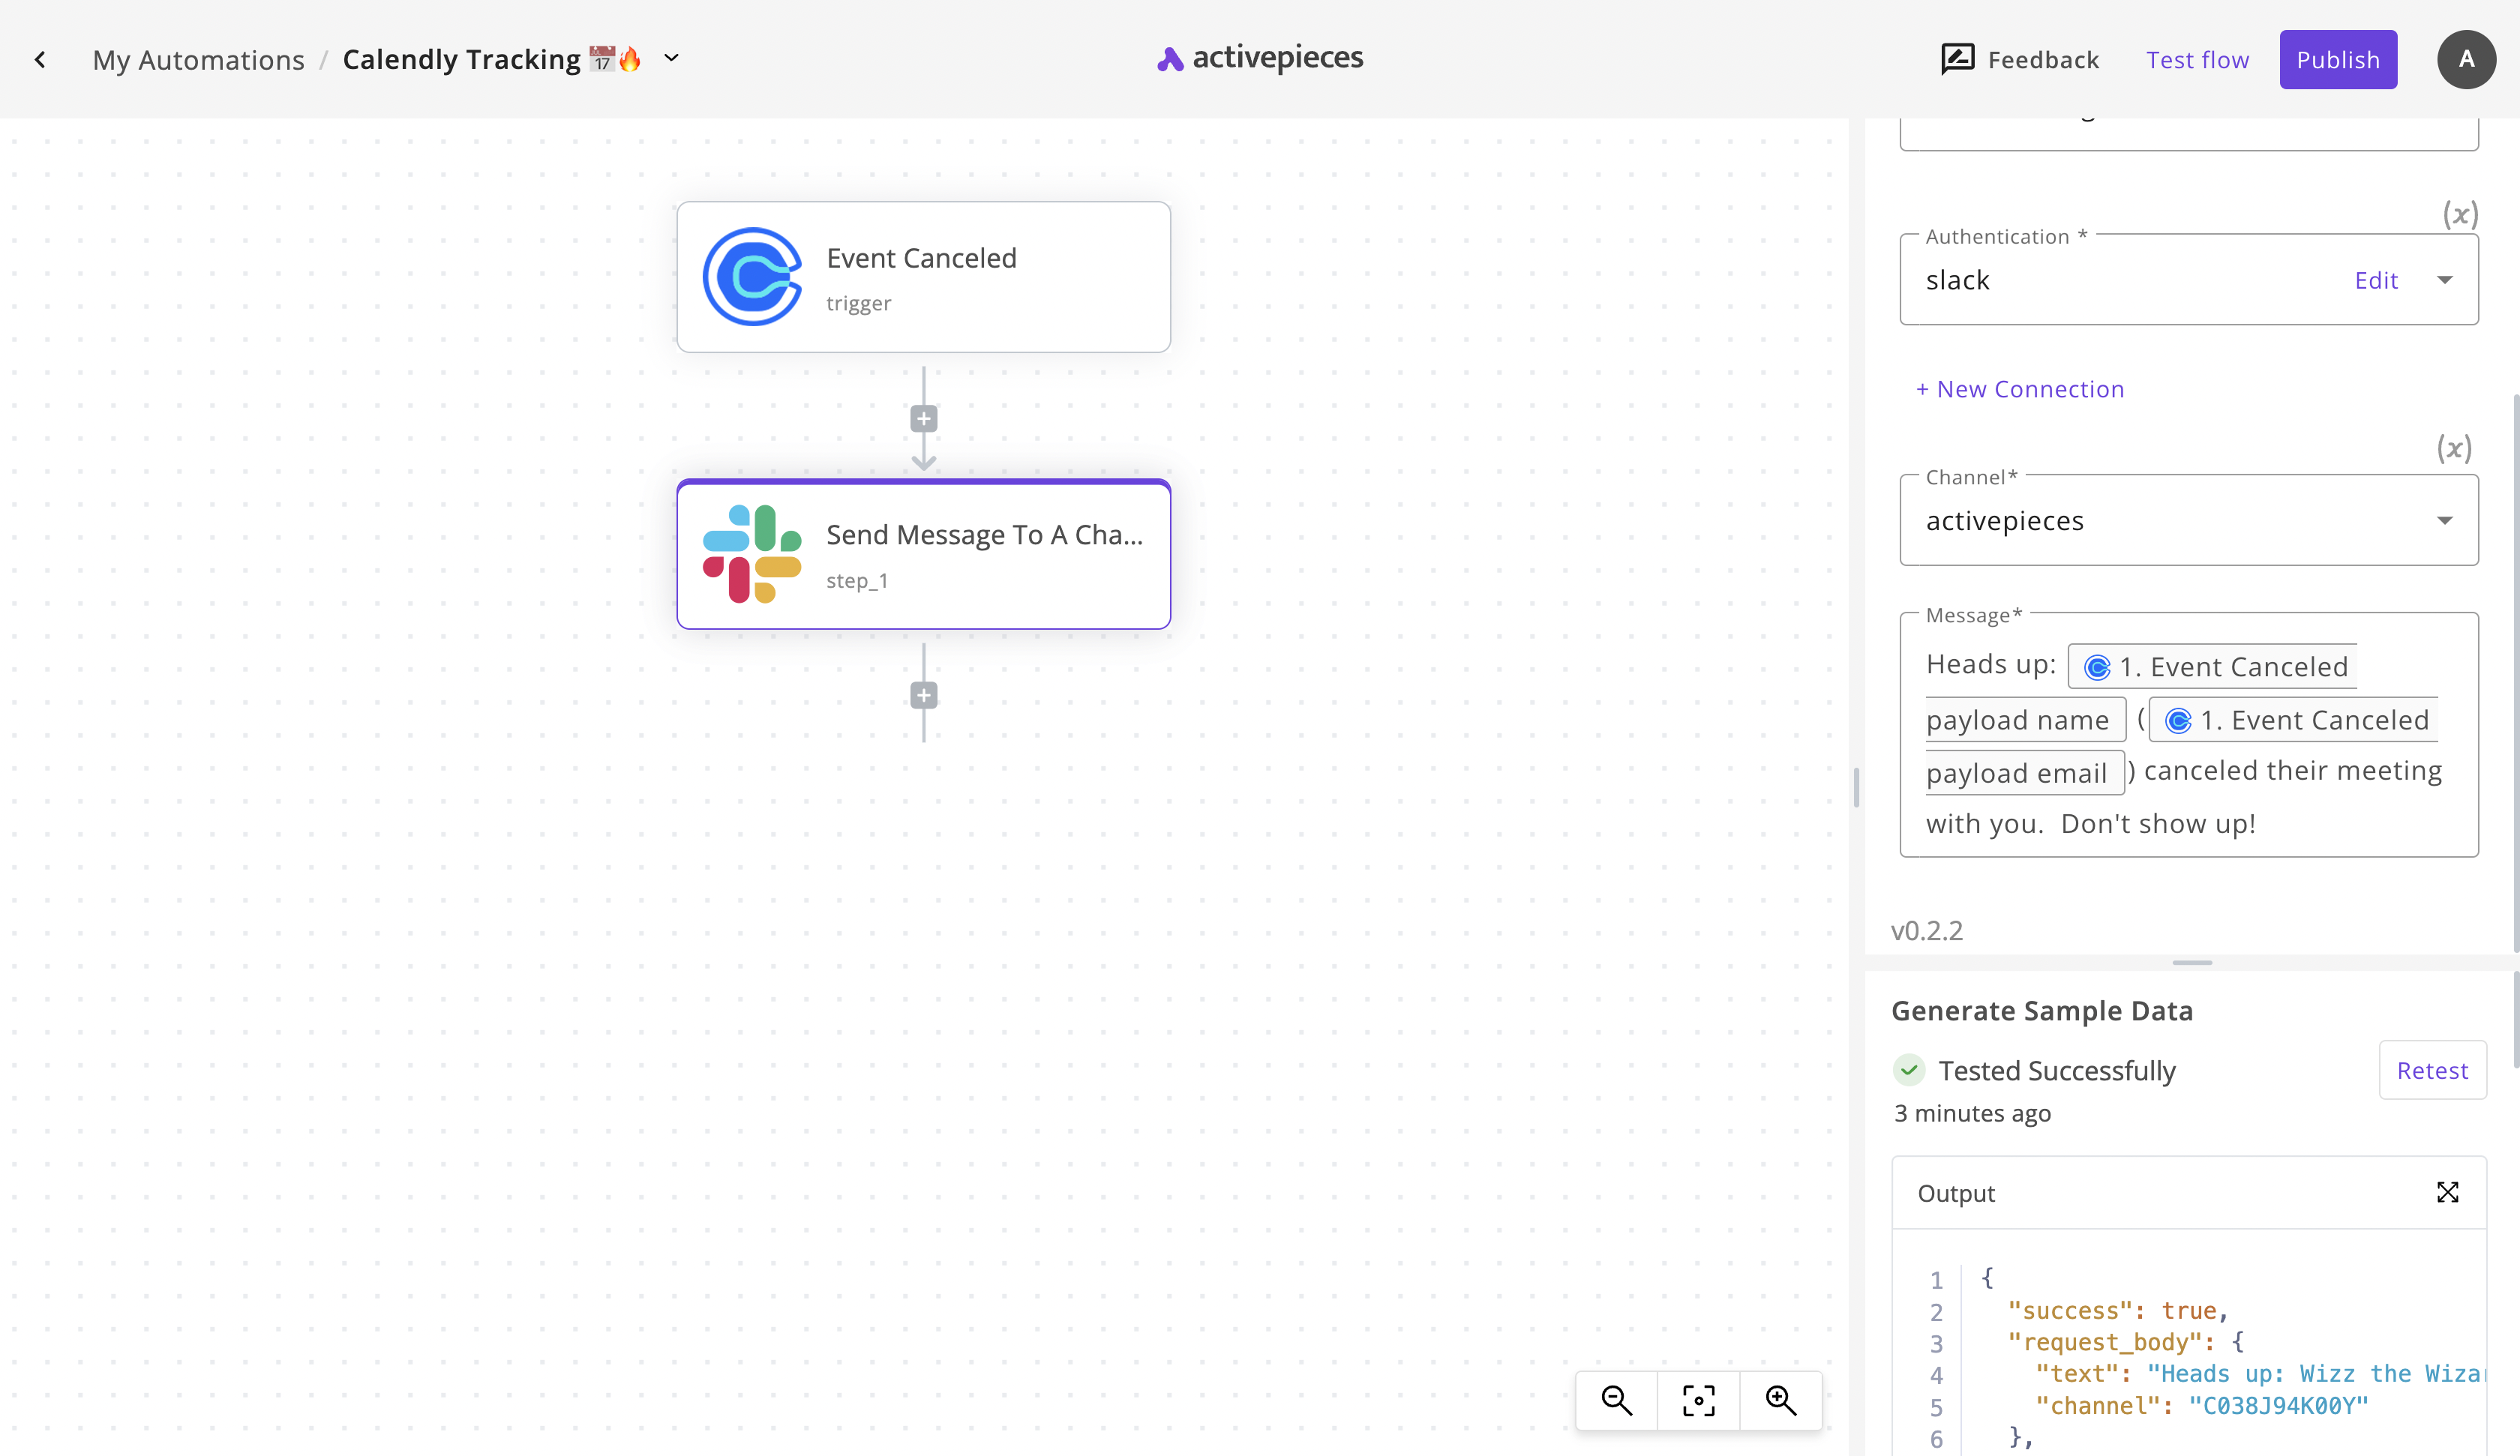 My Automations / Calendly Tracking 📅🔥
activepieces
Feedback
Test flow
Publish
A
Event Canceled
trigger
Send Message To A Cha...
step_1
(x)
Authentication *
slack
Edit
+ New Connection
(x)
Channel*
activepieces
Message*
Heads up: 1. Event Canceled
payload name ( 1. Event Canceled
payload email ) canceled their meeting
with you. Don't show up!
v0.2.2
Generate Sample Data
Tested Successfully
Retest
3 minutes ago
Output
1 {
2 "success": true,
3 "request_body": {
4 "text": "Heads up: Wizz the Wizar
5 "channel": "C038J94K00Y"
6 },